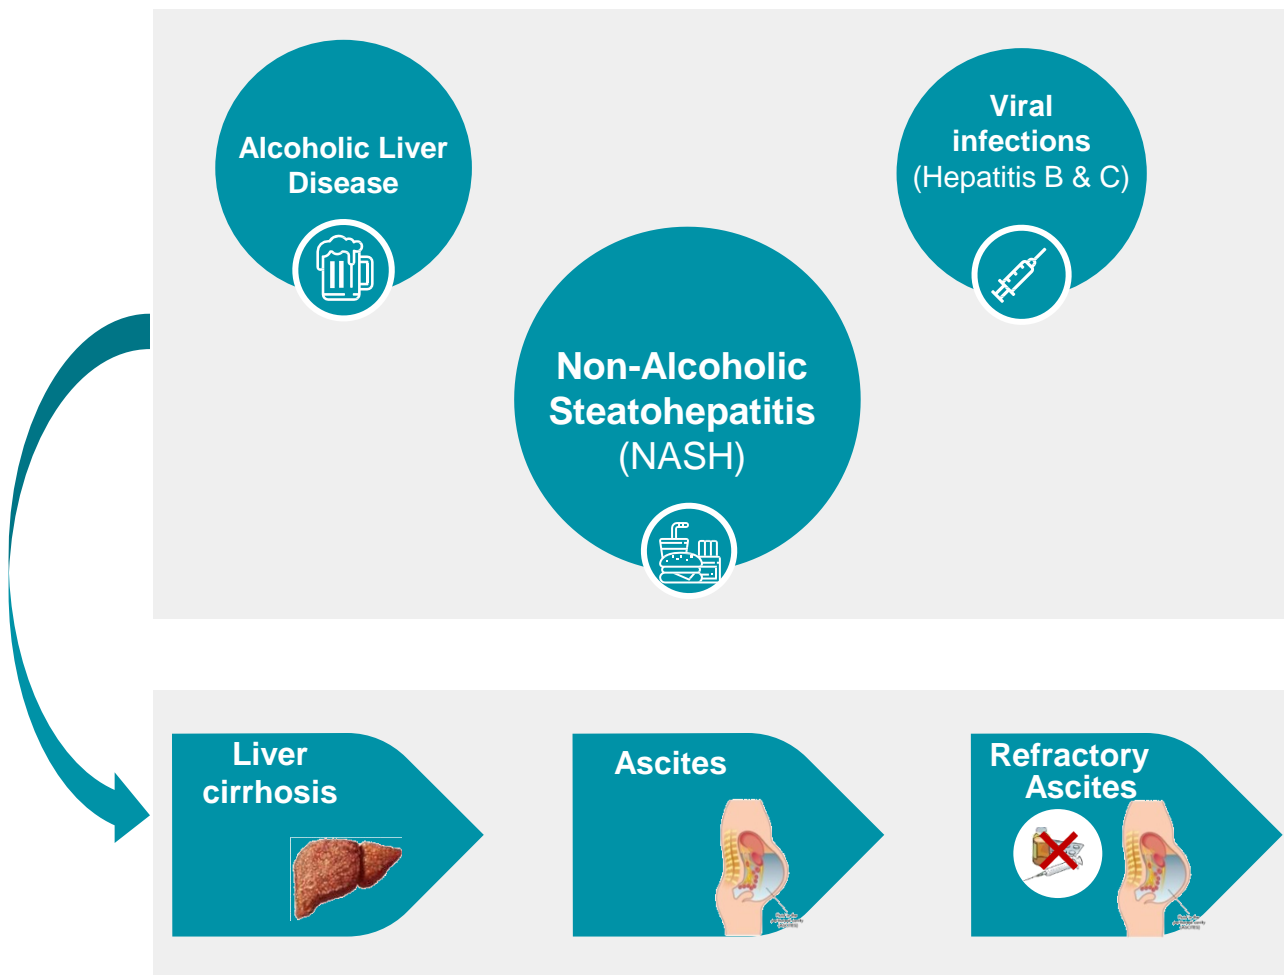 Alcoholic Liver
Disease
Viral
infections
(Hepatitis B & C)
Non-Alcoholic
Steatohepatitis
(NASH)
Liver
cirrhosis
Ascites
Refractory
Ascites